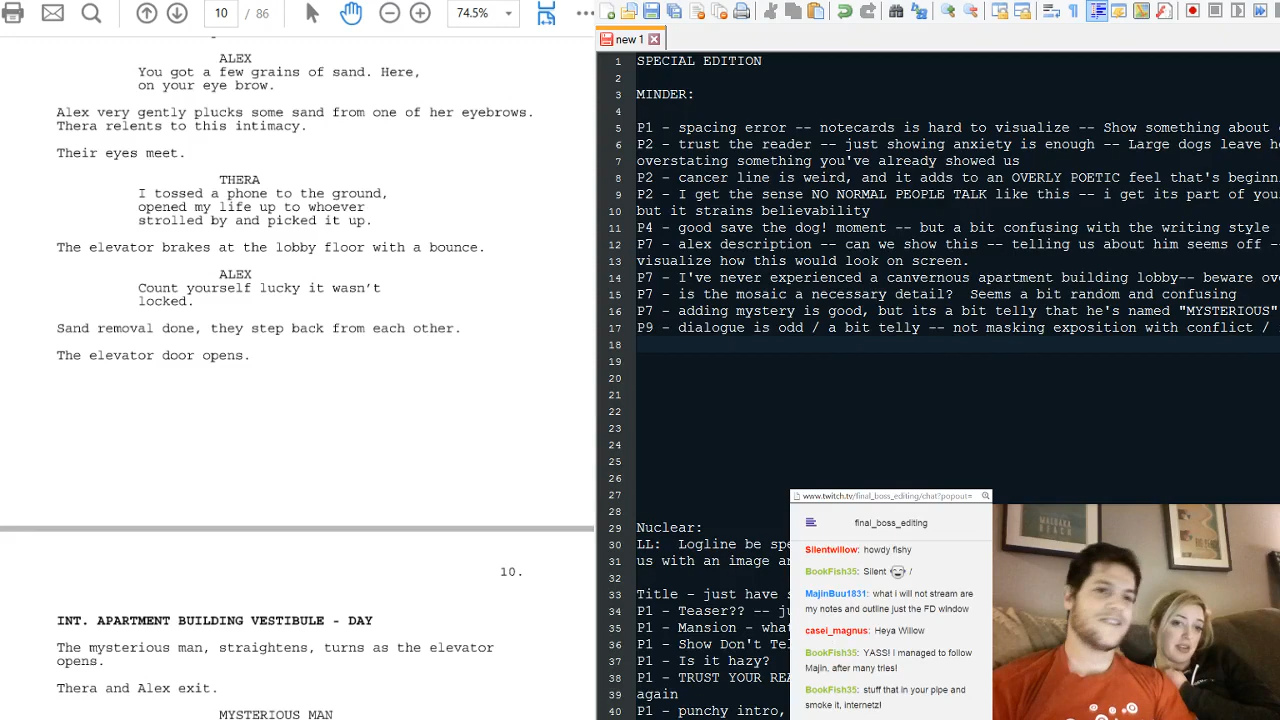 10 / 86
74.5%
ALEX
You got a few grains of sand. Here,
on your eye brow.
Alex very gently plucks some sand from one of her eyebrows.
Thera relents to this intimacy.
Their eyes meet.
THERA
I tossed a phone to the ground,
opened my life up to whoever
strolled by and picked it up.
The elevator brakes at the lobby floor with a bounce.
ALEX
Count yourself lucky it wasn't
locked.
Sand removal done, they step back from each other.
The elevator door opens.
10.
INT. APARTMENT BUILDING VESTIBULE - DAY
The mysterious man, straightens, turns as the elevator
opens.
Thera and Alex exit.
MYSTERIOUS MAN
new 1
1 SPECIAL EDITION
2
3 MINDER:
4
5 P1 - spacing error -- notecards is hard to visualize -- Show something about
6 P2 - trust the reader -- just showing anxiety is enough -- Large dogs leave
7 overstating something you've already showed us
8 P2 - cancer line is weird, and it adds to an OVERLY POETIC feel that's
9 P2 - I get the sense NO NORMAL PEOPLE TALK like this -- i get its part of
10 but it strains believability
11 P4 - good save the dog! moment -- but a bit confusing with the writing style
12 P7 - alex description -- can we show this -- telling us about him seems off -
13 visualize how this would look on screen.
14 P7 - I've never experienced a canvernous apartment building lobby-- beware
15 P7 - is the mosaic a necessary detail?  Seems a bit random and confusing
16 P7 - adding mystery is good, but its a bit telly that he's named "MYSTERIOUS"
17 P9 - dialogue is odd / a bit telly -- not masking exposition with conflict /
18
19
20
21
22
23
24
25
26
27
28
29 Nuclear:
30 LL:  Logline be
31 us with an image
32
33 Title - just have
34 P1 - Teaser??
35 P1 - Mansion -
36 P1 - Show Don't
37 P1 - Is it hazy?
38 P1 - TRUST YOUR
39 again
40 P1 - punchy intro,
www.twitch.tv/final_boss_editing/chat?popout=
final_boss_editing
Silentwillow: howdy fishy
BookFish35: Silent /
MajinBuu1831: what i will not stream are
my notes and outline just the FD window
casei_magnus: Heya Willow
BookFish35: YASS! I managed to follow
Majin, after many tries!
BookFish35: stuff that in your pipe and
smoke it, internetz!